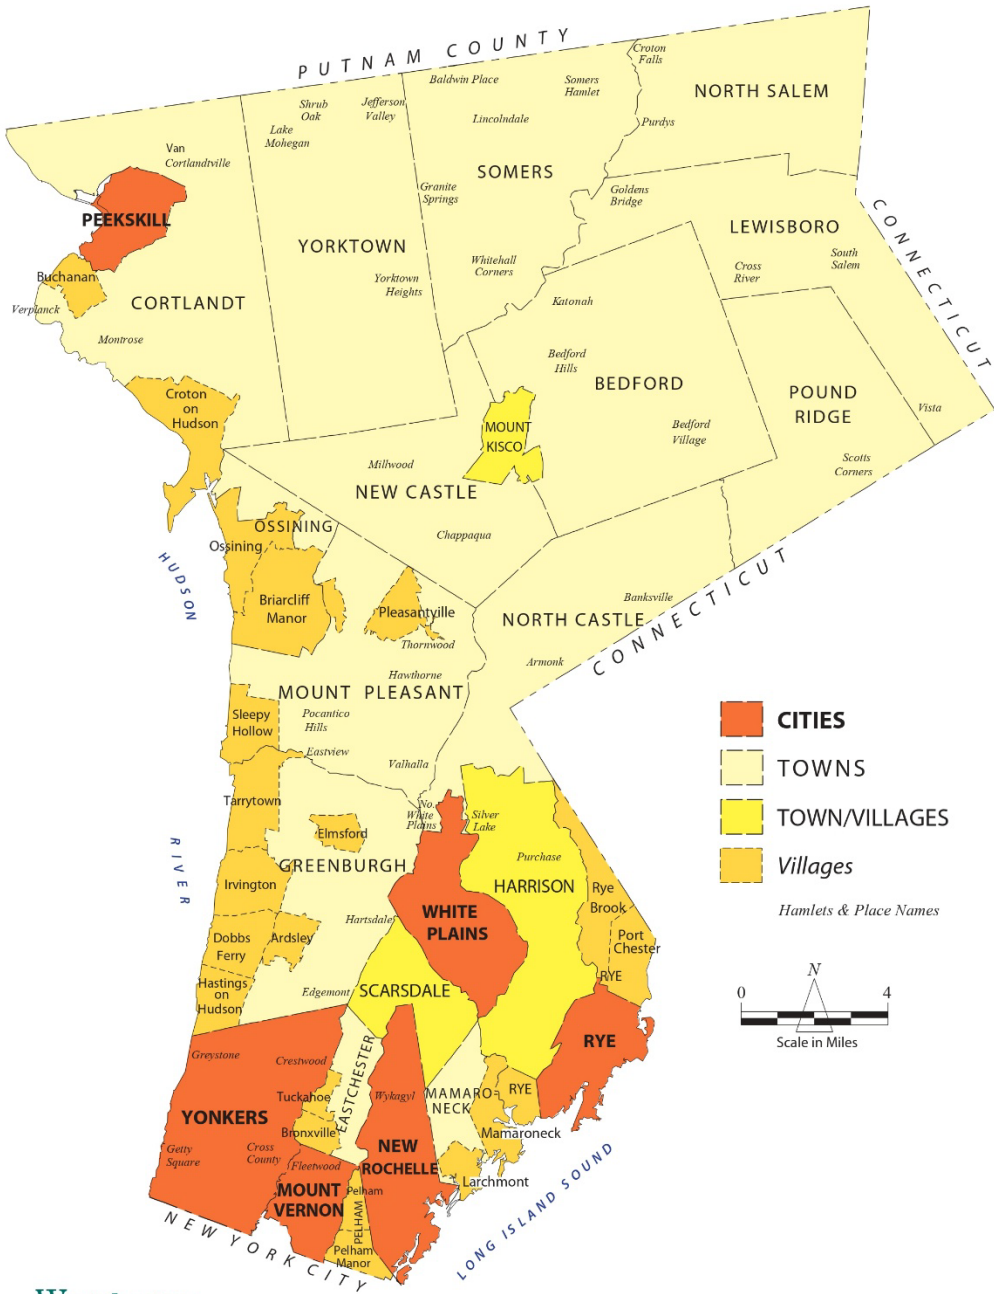 PUTNAM COUNTY
Croton
Falls
Baldwin Place
Somers
Hamlet
NORTH SALEM
Shrub
Oak
Jefferson
Valley
Lake
Mohegan
Lincolndale
Purdys
Van
Cortlandtville
SOMERS
Granite
Springs
Goldens
Bridge
PEEKSKILL
LEWISBORO
CONNECTICUT
YORKTOWN
South
Salem
Whitehall
Corners
Cross
River
Buchanan
Yorktown
Heights
CORTLANDT
Katonah
Verplanck
Montrose
Bedford
Hills
BEDFORD
POUND
RIDGE
Croton
on
Hudson
Vista
MOUNT
KISCO
Bedford
Village
Millwood
Scotts
Corners
NEW CASTLE
OSSINING
Chappaqua
Ossining
HUDSON
CONNECTICUT
Briarcliff
Manor
Pleasantville
Banksville
NORTH CASTLE
Thornwood
Armonk
Hawthorne
MOUNT PLEASANT
Sleepy
Hollow
Pocantico
Hills
CITIES
Eastview
Valhalla
TOWNS
Tarrytown
No.
White
Plains
Silver
Lake
TOWN/VILLAGES
Elmsford
RIVER
GREENBURGH
Purchase
Villages
Irvington
HARRISON
Rye
Brook
Hamlets & Place Names
Hartsdale
WHITE
PLAINS
Dobbs
Ferry
Ardsley
Port
Chester
N
RYE
Hastings
on
Hudson
Edgemont
SCARSDALE
0
4
Scale in Miles
RYE
Greystone
Crestwood
EASTCHESTER
Tuckahoe
Wykagyl
MAMARO-
NECK
RYE
YONKERS
Bronxville
Mamaroneck
Getty
Square
Cross
County
Fleetwood
NEW
ROCHELLE
Larchmont
MOUNT
VERNON
Pelham
PELHAM
Pelham
Manor
LONG ISLAND SOUND
NEW YORK CITY